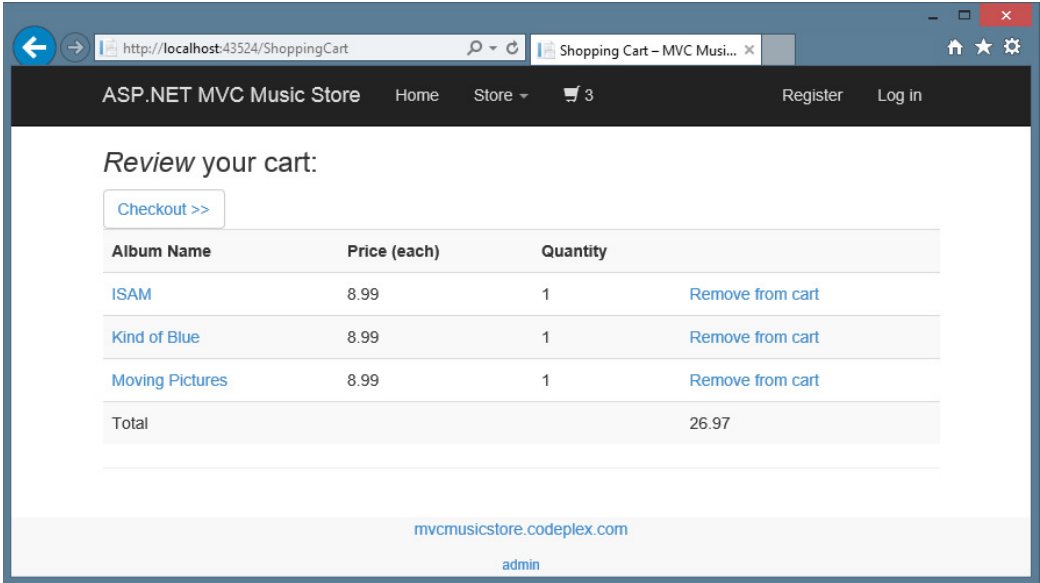 http://localhost:43524/ShoppingCart
Shopping Cart – MVC Musi...
ASP.NET MVC Music Store Home Store 3 Register Log in
Review your cart:
Checkout >>
Album Name Price (each) Quantity
ISAM 8.99 1 Remove from cart
Kind of Blue 8.99 1 Remove from cart
Moving Pictures 8.99 1 Remove from cart
Total 26.97
mvcmusicstore.codeplex.com
admin